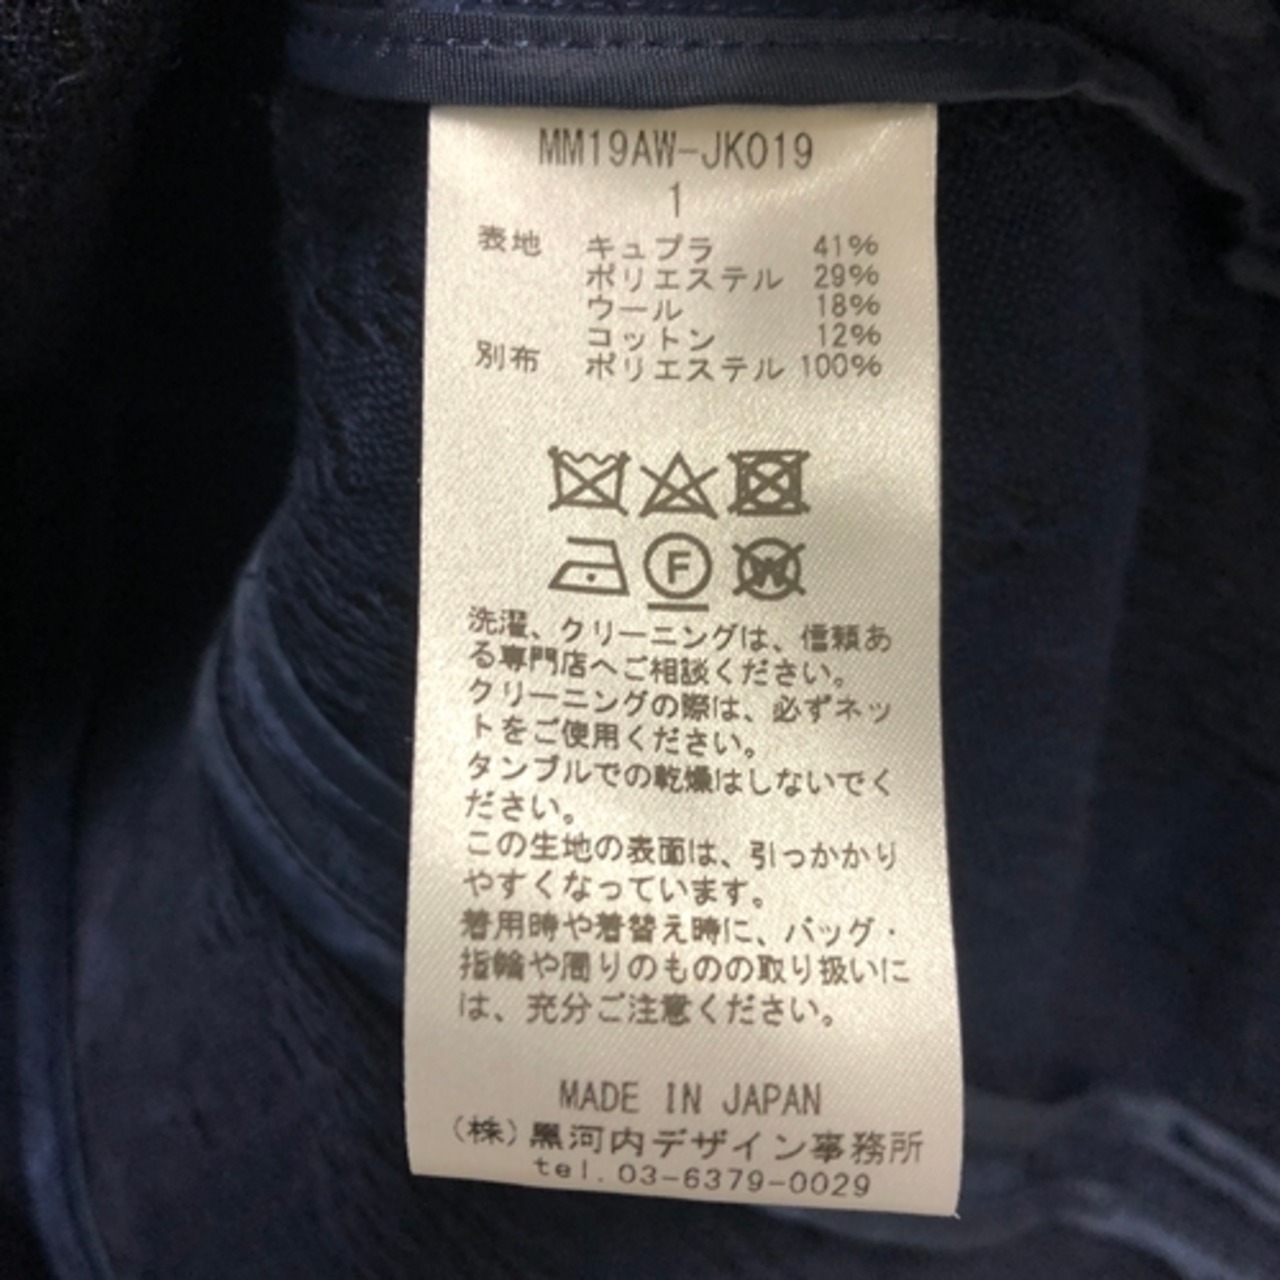 MM19AW-JK019
1
表地 キュプラ 41%
ポリエステル 29%
ウール 18%
コットン 12%
別布 ポリエステル 100%
F
W
洗濯、クリーニングは、信頼あ
る専門店へご相談ください。
クリーニングの際は、必ずネッ
トをご使用ください。
タンブルでの乾燥はしないでく
ださい。
この生地の表面は、引っかかり
やすくなっています。
着用時や着替え時に、バッグ・
指輪や周りのものの取り扱いに
は、充分ご注意ください。
MADE IN JAPAN
(株)黒河内デザイン事務所
tel.03-6379-0029